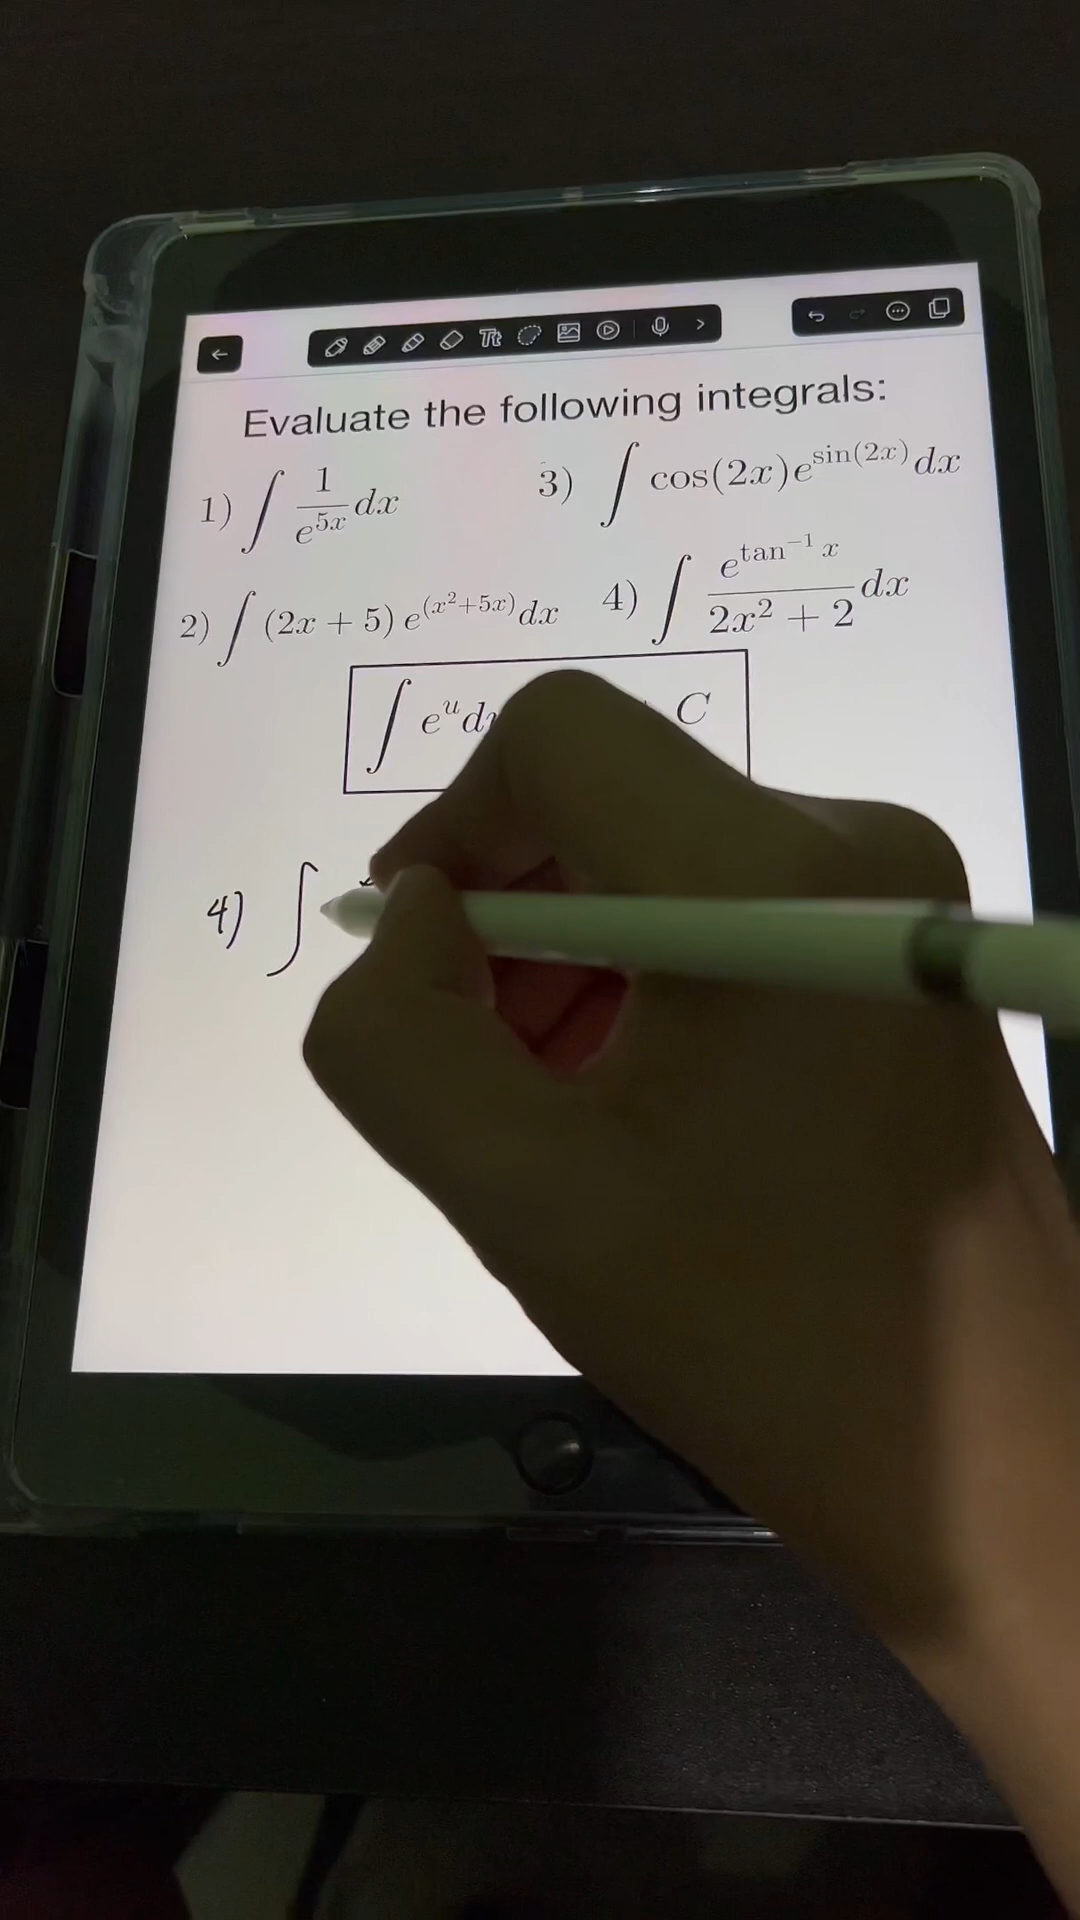 Tt
Evaluate the following integrals:
1) ∫ 1/e^{5x} dx
2) ∫ (2x + 5) e^{(x²+5x)} dx
3) ∫ cos(2x)e^{sin(2x)} dx
4) ∫ e^{tan⁻¹ x}/(2x² + 2) dx
∫ e^u d C
4) ∫